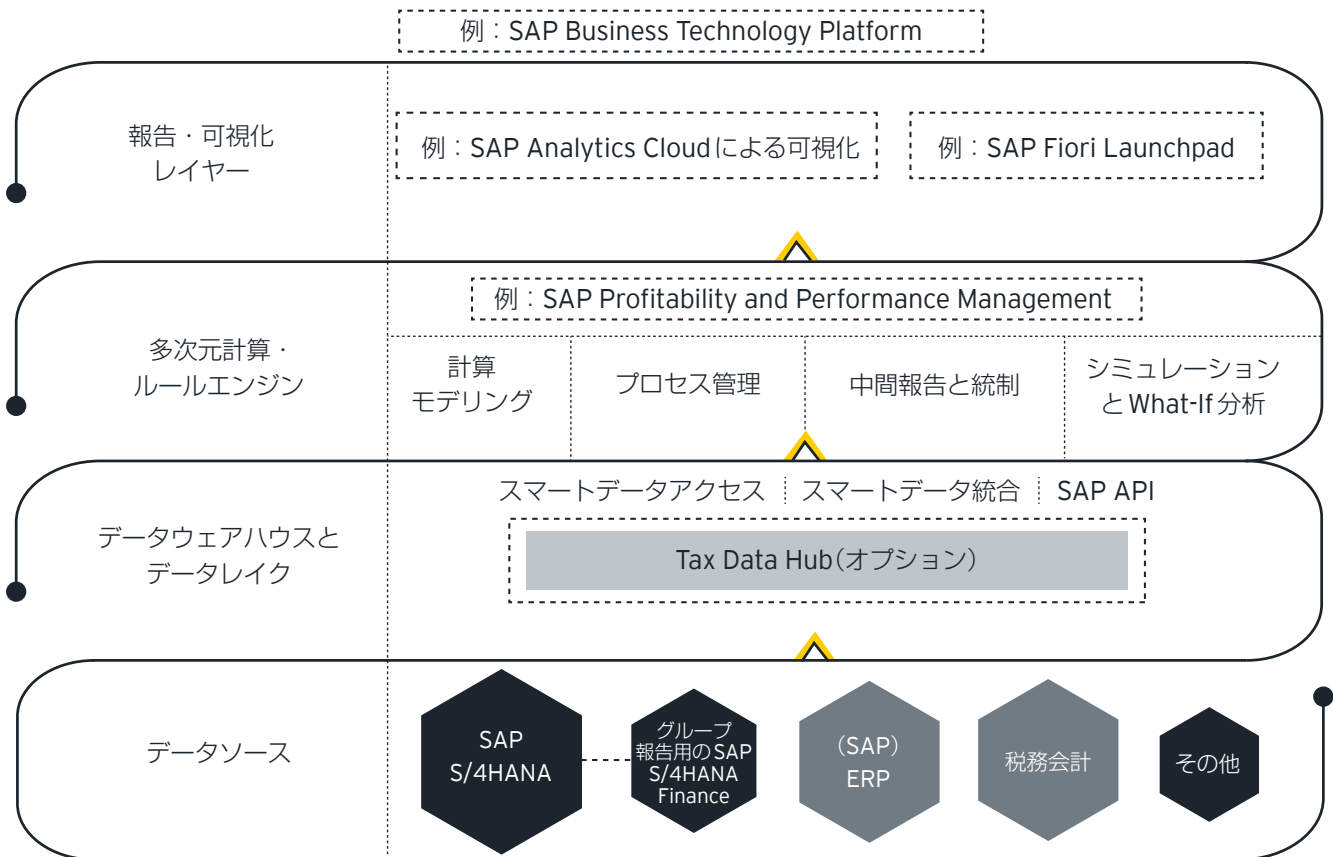 例：SAP Business Technology Platform
報告・可視化
レイヤー
例：SAP Analytics Cloudによる可視化
例：SAP Fiori Launchpad
多次元計算・
ルールエンジン
例：SAP Profitability and Performance Management
計算
モデリング
プロセス管理
中間報告と統制
シミュレーション
とWhat-If分析
データウェアハウスと
データレイク
スマートデータアクセス
スマートデータ統合
SAP API
Tax Data Hub（オプション）
データソース
SAP
S/4HANA
グループ
報告用のSAP
S/4HANA
Finance
（SAP）
ERP
税務会計
その他